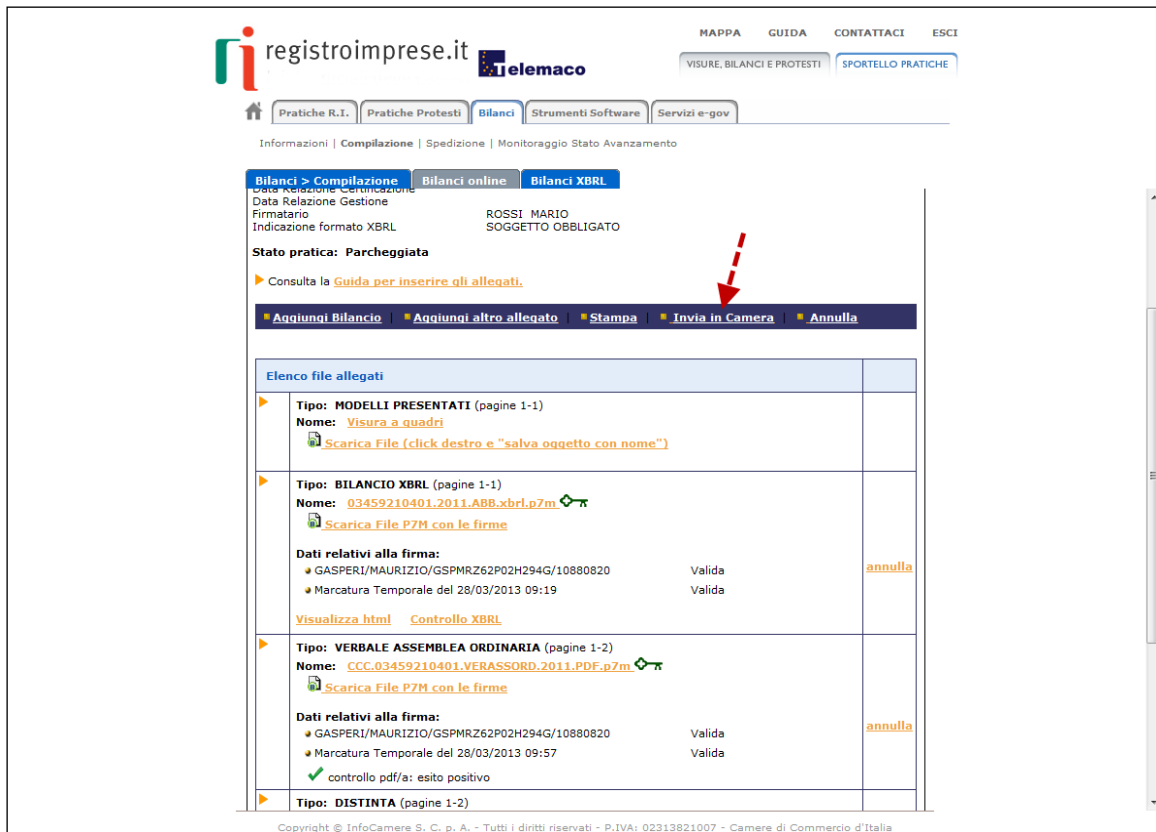 MAPPA GUIDA CONTATTACI ESCI
registroimprese.it
Telemaco
VISURE, BILANCI E PROTESTI SPORTELLO PRATICHE
Pratiche R.I. Pratiche Protesti Bilanci Strumenti Software Servizi e-gov
Informazioni | Compilazione | Spedizione | Monitoraggio Stato Avanzamento
Bilanci > Compilazione Bilanci online Bilanci XBRL
Data Relazione Certificazione
Data Relazione Gestione
Firmatario ROSSI MARIO
Indicazione formato XBRL SOGGETTO OBBLIGATO
Stato pratica: Parcheggiata
Consulta la Guida per inserire gli allegati.
Aggiungi Bilancio | Aggiungi altro allegato | Stampa | Invia in Camera | Annulla
Elenco file allegati
Tipo: MODELLI PRESENTATI (pagine 1-1)
Nome: Visura a quadri
Scarica File (click destro e "salva oggetto con nome")
Tipo: BILANCIO XBRL (pagine 1-1)
Nome: 03459210401.2011.ABB.xbrl.p7m
Scarica File P7M con le firme
Dati relativi alla firma:
GASPERI/MAURIZIO/GSPMRZ62P02H294G/10880820 Valida
annulla
Marcatura Temporale del 28/03/2013 09:19 Valida
Visualizza html Controllo XBRL
Tipo: VERBALE ASSEMBLEA ORDINARIA (pagine 1-2)
Nome: CCC.03459210401.VERASSORD.2011.PDF.p7m
Scarica File P7M con le firme
Dati relativi alla firma:
annulla
GASPERI/MAURIZIO/GSPMRZ62P02H294G/10880820 Valida
Marcatura Temporale del 28/03/2013 09:57 Valida
controllo pdf/a: esito positivo
Tipo: DISTINTA (pagine 1-2)
Copyright © InfoCamere S. C. p. A. - Tutti i diritti riservati - P.IVA: 02313821007 - Camere di Commercio d'Italia